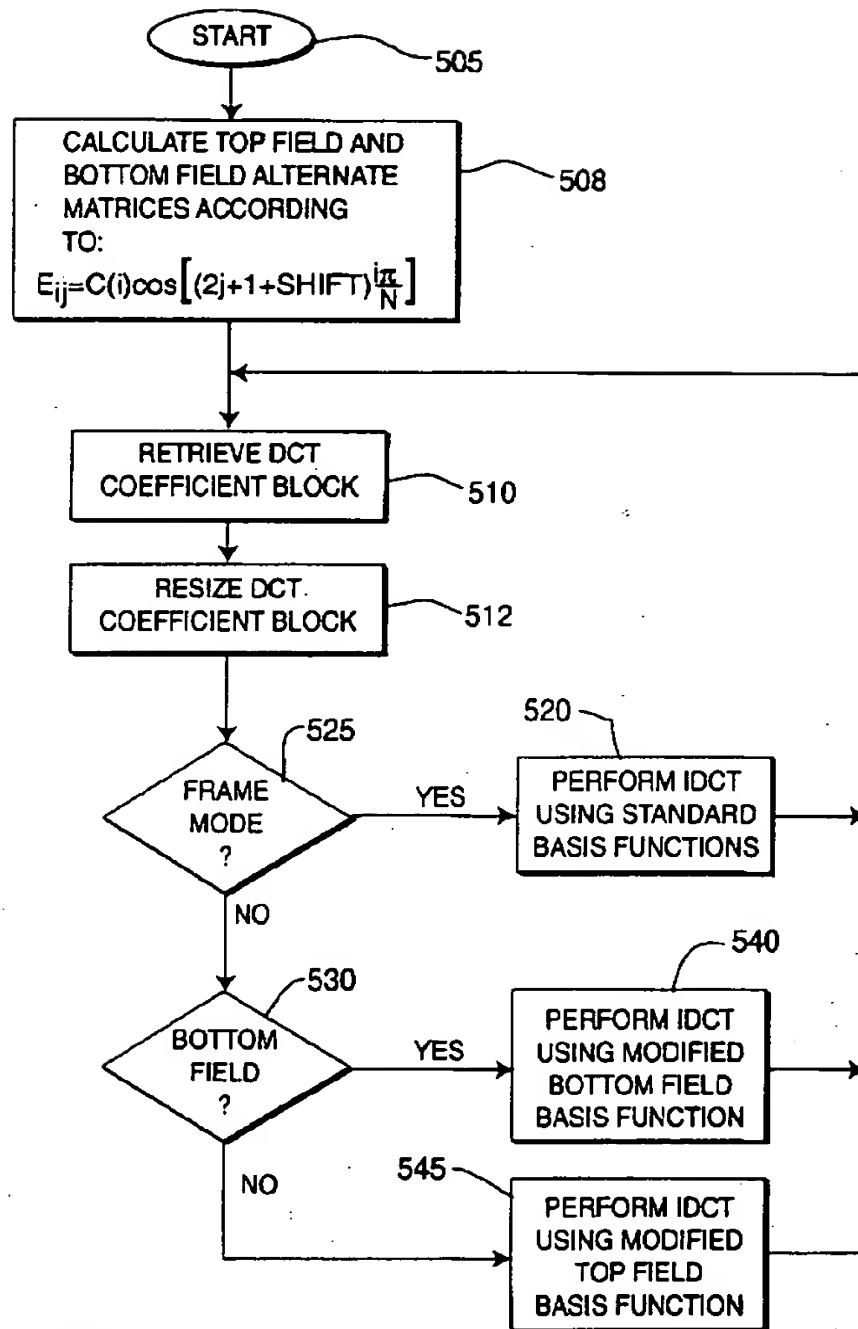 START
505
CALCULATE TOP FIELD AND
BOTTOM FIELD ALTERNATE
MATRICES ACCORDING
TO:
E_{ij}=C(i)cos[(2j+1+SHIFT)\frac{iπ}{N}]
508
RETRIEVE DCT
COEFFICIENT BLOCK
510
RESIZE DCT
COEFFICIENT BLOCK
512
525
FRAME
MODE
?
YES
NO
520
PERFORM IDCT
USING STANDARD
BASIS FUNCTIONS
530
BOTTOM
FIELD
?
YES
NO
540
PERFORM IDCT
USING MODIFIED
BOTTOM FIELD
BASIS FUNCTION
545
PERFORM IDCT
USING MODIFIED
TOP FIELD
BASIS FUNCTION